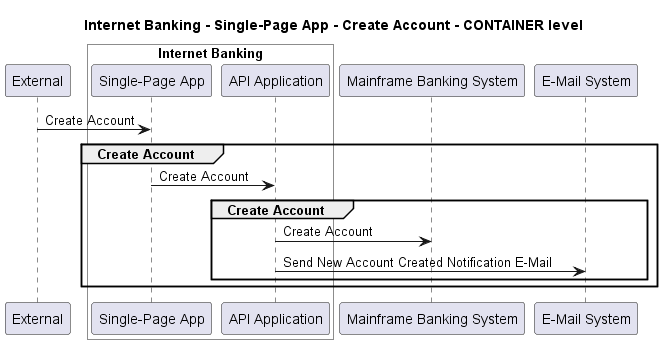 Internet Banking - Single-Page App - Create Account - CONTAINER level
Internet Banking
External
Single-Page App
API Application
Mainframe Banking System
E-Mail System
Create Account
Create Account
Create Account
Create Account
Create Account
Send New Account Created Notification E-Mail
External
Single-Page App
API Application
Mainframe Banking System
E-Mail System